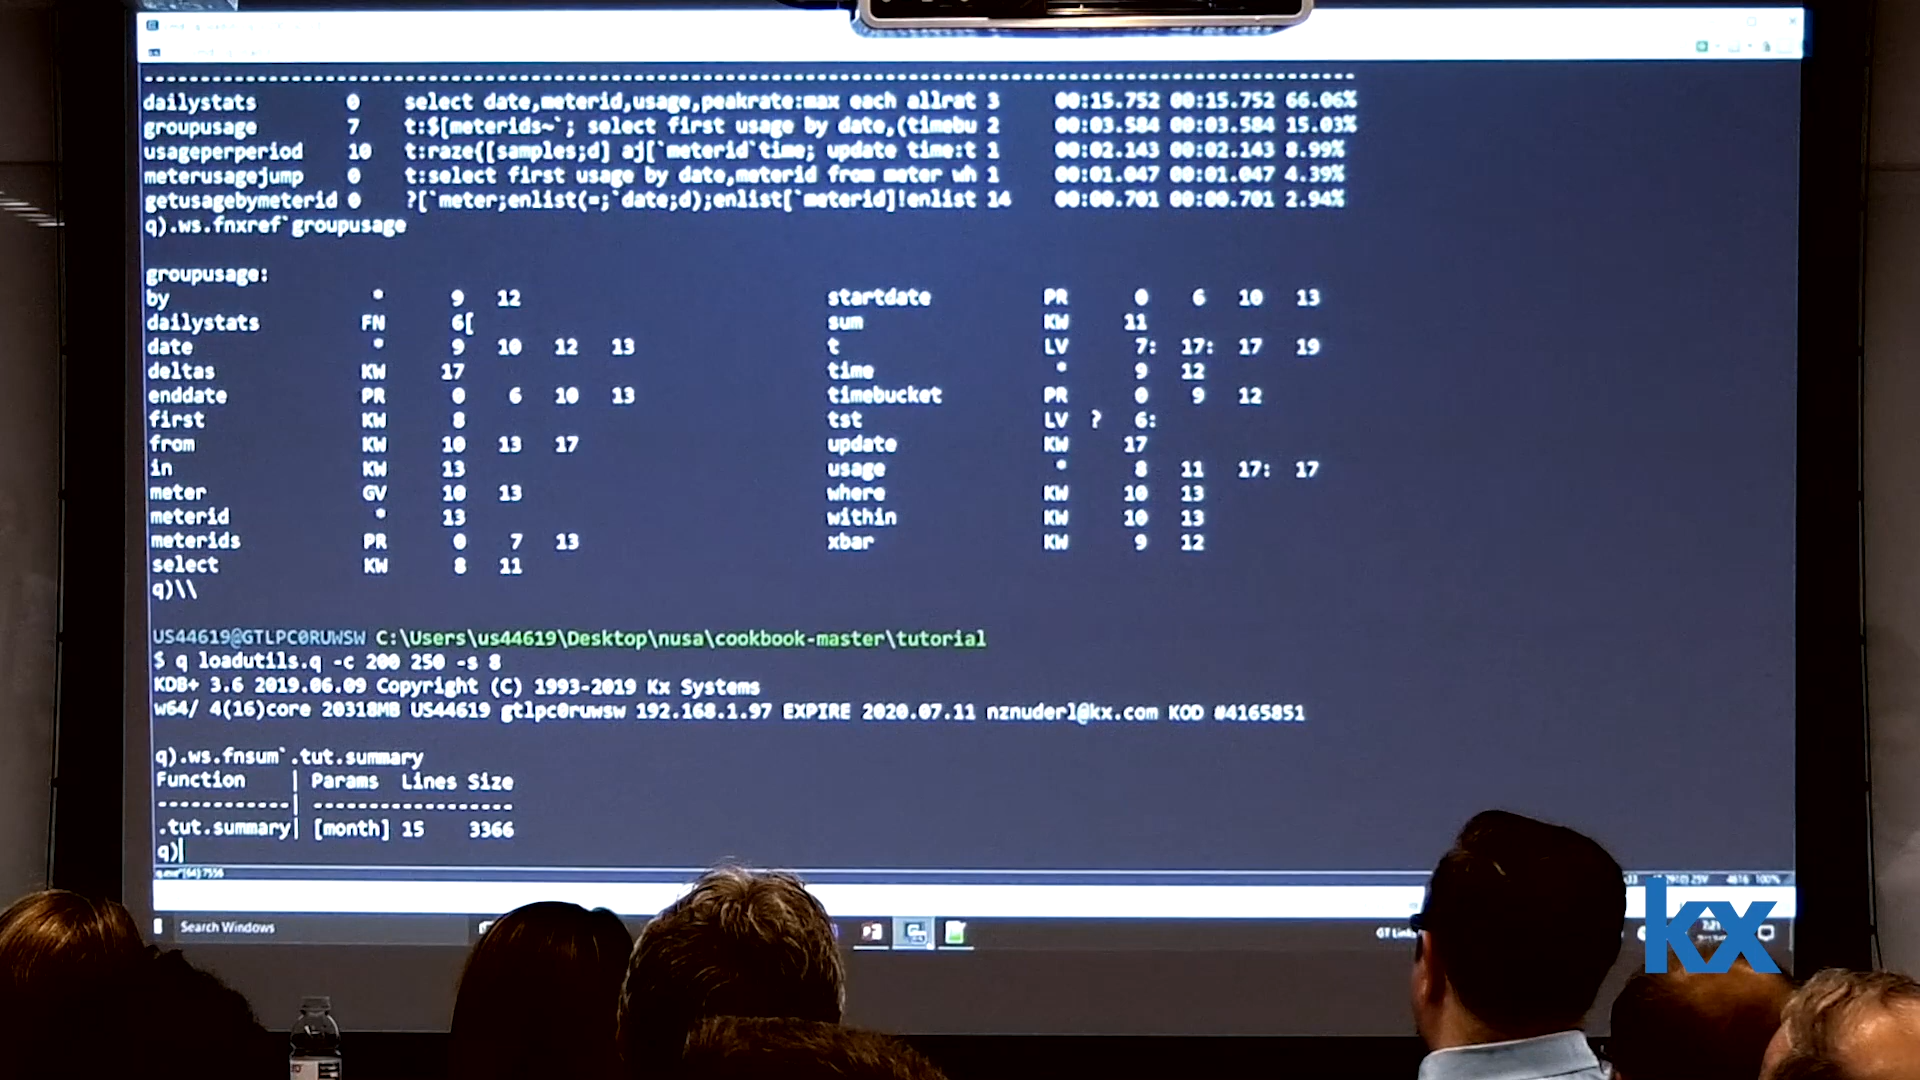 dailystats 0 select date,meterid,usage,peakrate:max each allrat 3 00:15.752 00:15.752 66.06%
groupusage 7 t:$[meterids~`; select first usage by date,(timebu 2 00:03.584 00:03.584 15.03%
usageperperiod 10 t:raze{[samples;d] aj[`meterid`time; update time:t 1 00:02.143 00:02.143 8.99%
meterusagejump 0 t:select first usage by date,meterid from meter wh 1 00:01.047 00:01.047 4.39%
getusagebymeterid 0 ?[`meter;enlist(=;`date;d);enlist[`meterid]!enlist 14 00:00.701 00:00.701 2.94%
q).ws.fnxref`groupusage
groupusage:
by * 9 12 startdate PR 0 6 10 13
dailystats FN 6[ sum KW 11
date * 9 10 12 13 t LV 7: 17: 17 19
deltas KW 17 time * 9 12
enddate PR 0 6 10 13 timebucket PR 0 9 12
first KW 8 tst LV ? 6:
from KW 10 13 17 update KW 17
in KW 13 usage * 8 11 17: 17
meter GV 10 13 where KW 10 13
meterid * 13 within KW 10 13
meterids PR 0 7 13 xbar KW 9 12
select KW 8 11
q)\\
US44619@GTLPC0RUWSW C:\Users\us44619\Desktop\nusa\cookbook-master\tutorial
$ q loadutils.q -c 200 250 -s 8
KDB+ 3.6 2019.06.09 Copyright (C) 1993-2019 Kx Systems
w64/ 4(16)core 20318MB US44619 gtlpc0ruwsw 192.168.1.97 EXPIRE 2020.07.11 nznuderl@kx.com KOD #4165851
q).ws.fnsum`.tut.summary
Function | Params Lines Size
------------| ------------------
.tut.summary| [month] 15 3366
q)
q.exe*[64]:7556
Search Windows
GT Links
kx